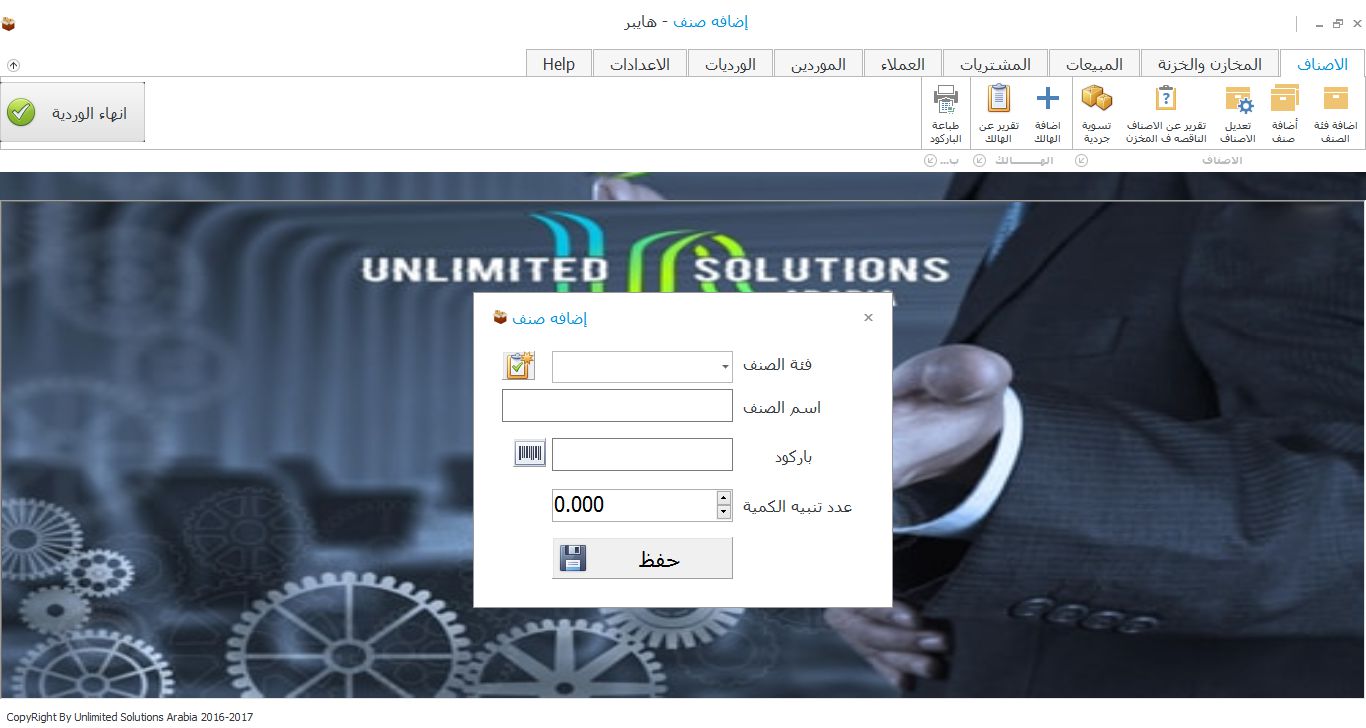 إضافه صنف - هايبر
الاصناف
المخازن والخزنة
المبيعات
المشتريات
العملاء
الموردين
الورديات
الاعدادات
Help
اضافة فئة
الصنف
أضافة
صنف
تعديل
الاصناف
تقرير عن الاصناف
الناقصه ف المخزن
تسوية
جردية
اضافة
الهالك
تقرير عن
الهالك
طباعة
الباركود
انهاء الوردية
الاصناف
الهـــــــالك
ب...
UNLIMITED SOLUTIONS
ARABIA
إضافه صنف
فئة الصنف
اسم الصنف
باركود
عدد تنبيه الكمية
0.000
حفظ
CopyRight By Unlimited Solutions Arabia 2016-2017